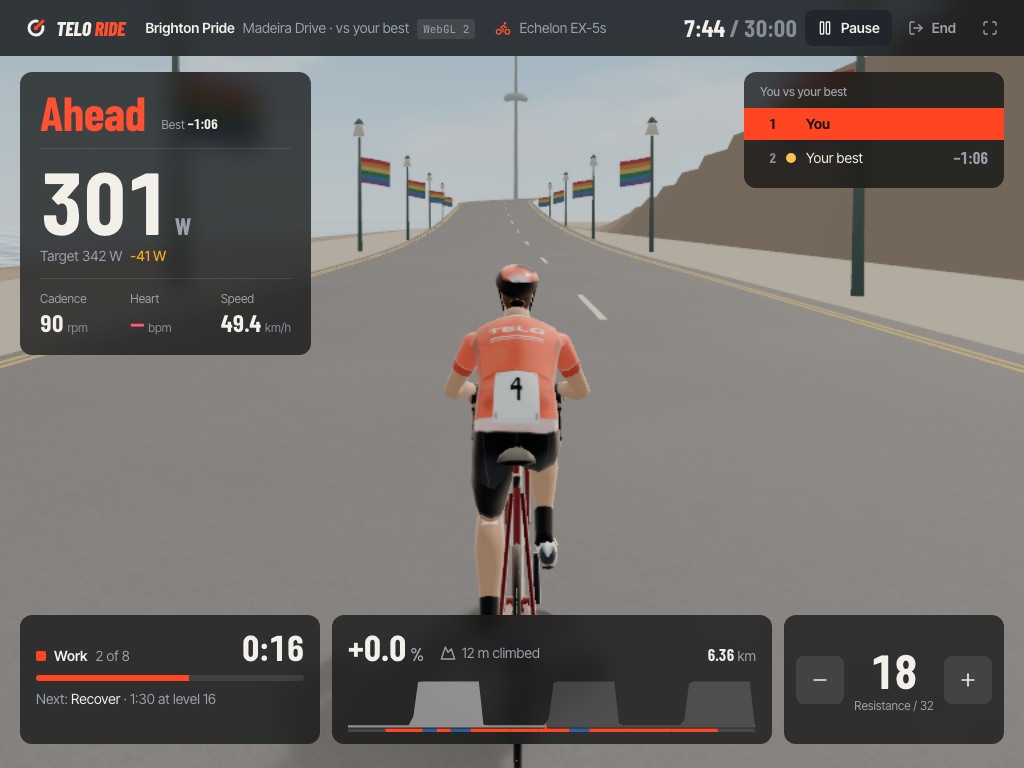 TELO RIDE Brighton Pride Madeira Drive · vs your best WebGL 2 Echelon EX-5s 7:44 / 30:00 Pause End
Ahead Best −1:06
301 W
Target 342 W -41 W
Cadence Heart Speed
90 rpm — bpm 49.4 km/h
You vs your best
1 You
2 Your best −1:06
TELO
4
Work 2 of 8 0:16
Next: Recover · 1:30 at level 16
+0.0 % 12 m climbed 6.36 km
− 18 +
Resistance / 32